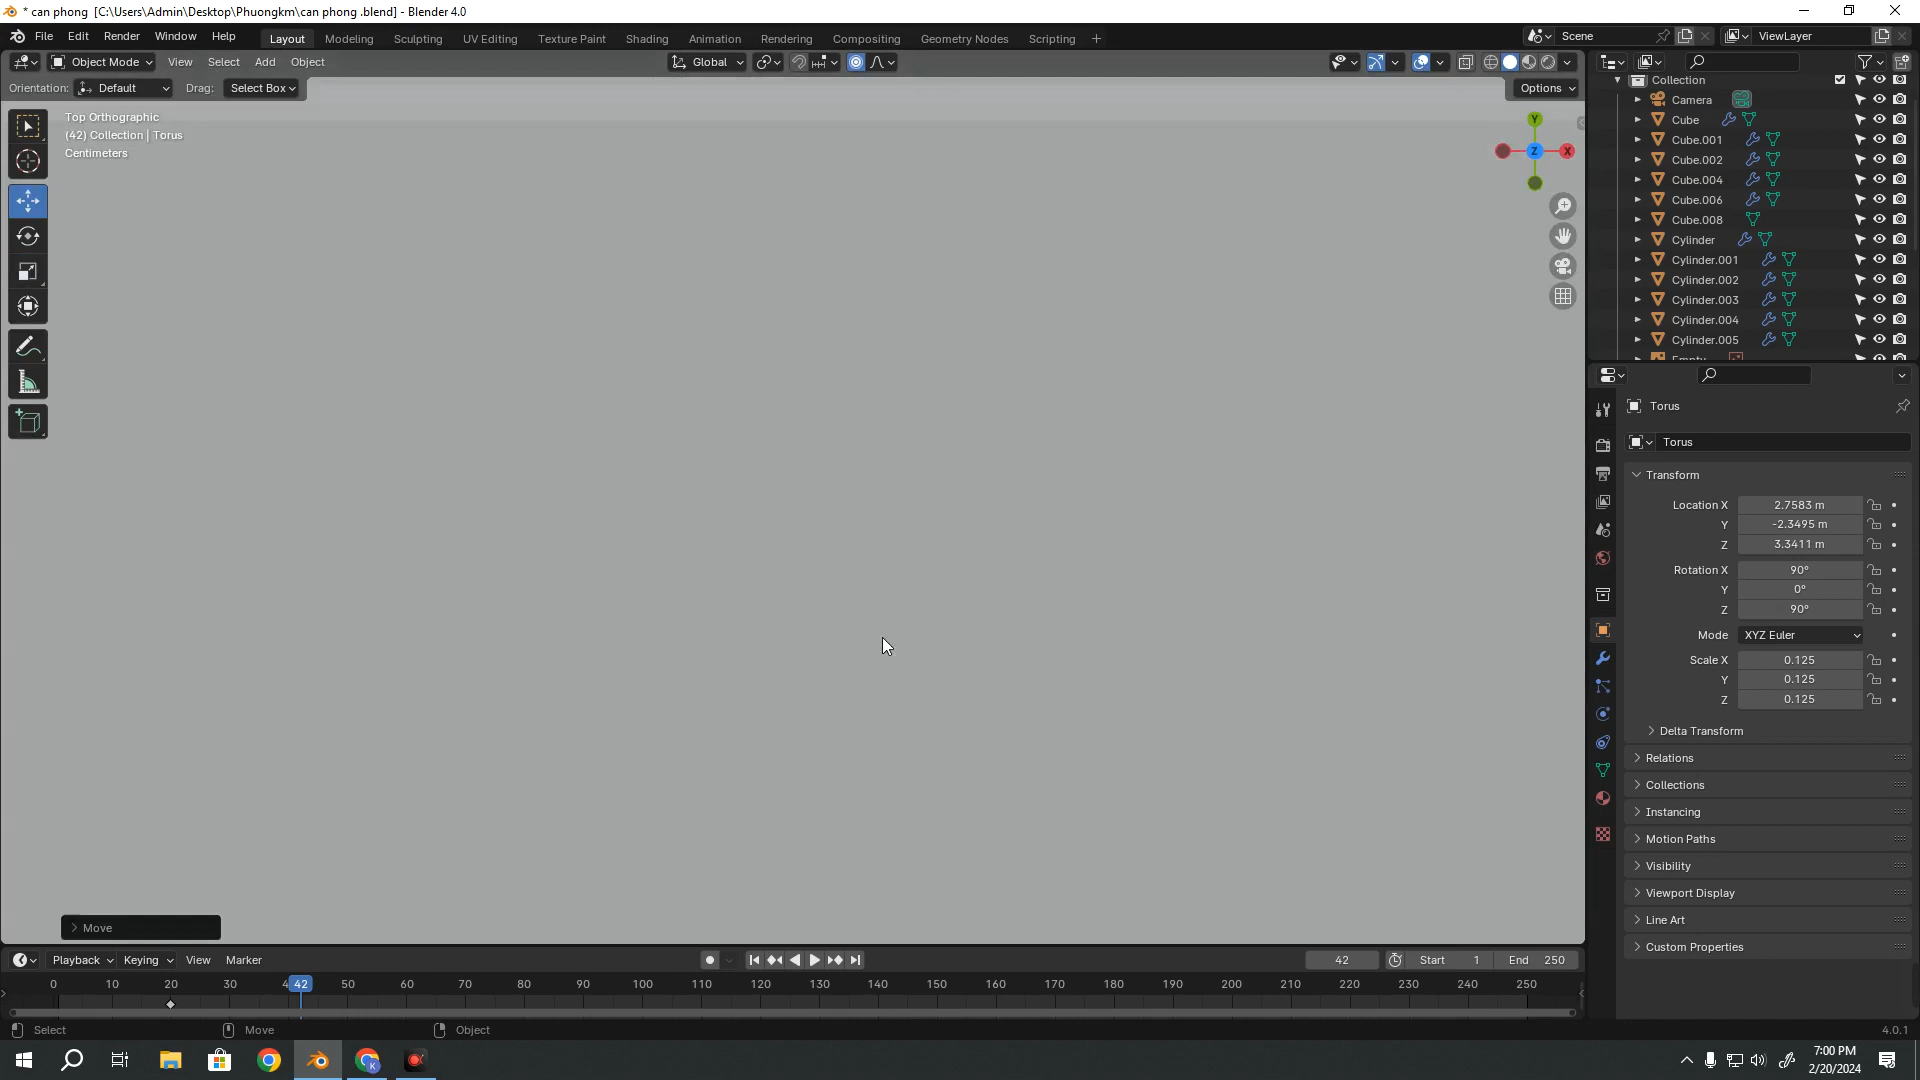 * can phong  [C:\Users\Admin\Desktop\Phuongkm\can phong .blend] - Blender 4.0
File Edit Render Window Help
Layout Modeling Sculpting UV Editing Texture Paint Shading Animation Rendering Compositing Geometry Nodes Scripting +
Scene
ViewLayer
Object Mode View Select Add Object
Global
Orientation: Default Drag: Select Box
Options
Top Orthographic
(42) Collection | Torus
Centimeters
Y
Z
X
Collection
Camera
Cube
Cube.001
Cube.002
Cube.004
Cube.006
Cube.008
Cylinder
Cylinder.001
Cylinder.002
Cylinder.003
Cylinder.004
Cylinder.005
Empty
Torus
Torus
Transform
Location X 2.7583 m
Y -2.3495 m
Z 3.3411 m
Rotation X 90°
Y 0°
Z 90°
Mode XYZ Euler
Scale X 0.125
Y 0.125
Z 0.125
Delta Transform
Relations
Collections
Instancing
Motion Paths
Visibility
Viewport Display
Line Art
Custom Properties
Move
Playback Keying View Marker
42 Start 1 End 250
0 10 20 30 4 42 50 60 70 80 90 100 110 120 130 140 150 160 170 180 190 200 210 220 230 240 250
Select Move Object
4.0.1
K
7:00 PM
2/20/2024